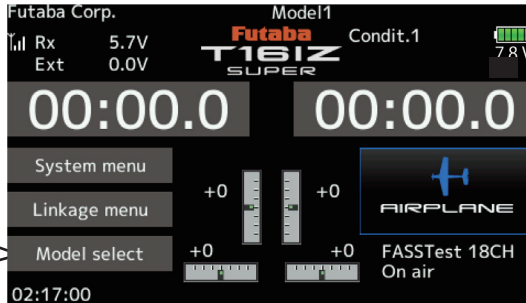 Futaba Corp. Model1
Rx 5.7V
Ext 0.0V
Futaba
T16IZ
SUPER
Condit.1
7.8V
00:00.0 00:00.0
System menu
Linkage menu
Model select
+0 +0
+0 +0
AIRPLANE
FASSTest 18CH
On air
02:17:00